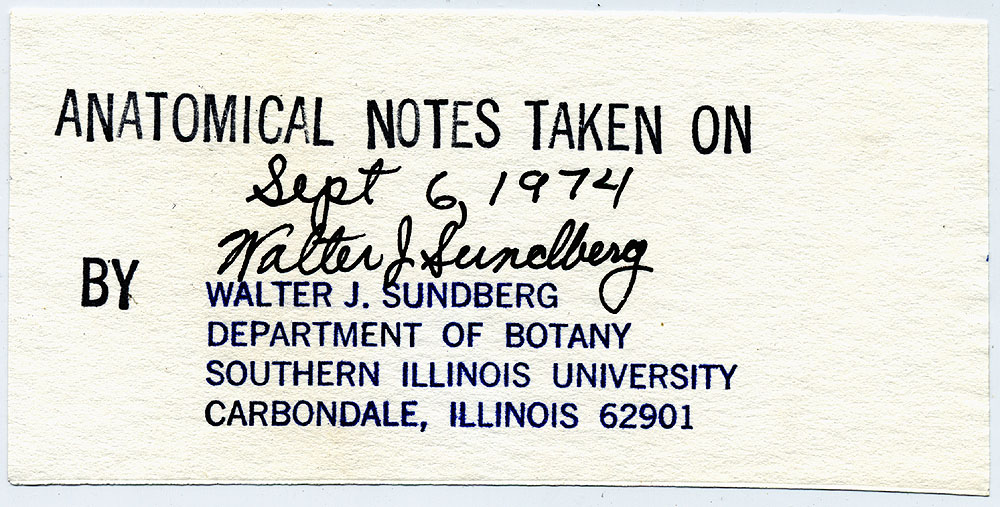 ANATOMICAL NOTES TAKEN ON
Sept 6, 1974
Walter J Sundberg
BY
WALTER J. SUNDBERG
DEPARTMENT OF BOTANY
SOUTHERN ILLINOIS UNIVERSITY
CARBONDALE, ILLINOIS 62901